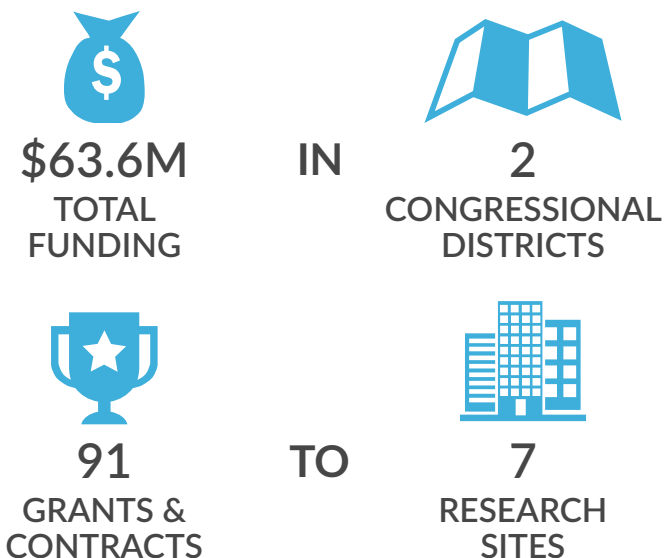 $
$63.6M IN 2
TOTAL
FUNDING
CONGRESSIONAL
DISTRICTS
91 TO 7
GRANTS &
CONTRACTS
RESEARCH
SITES